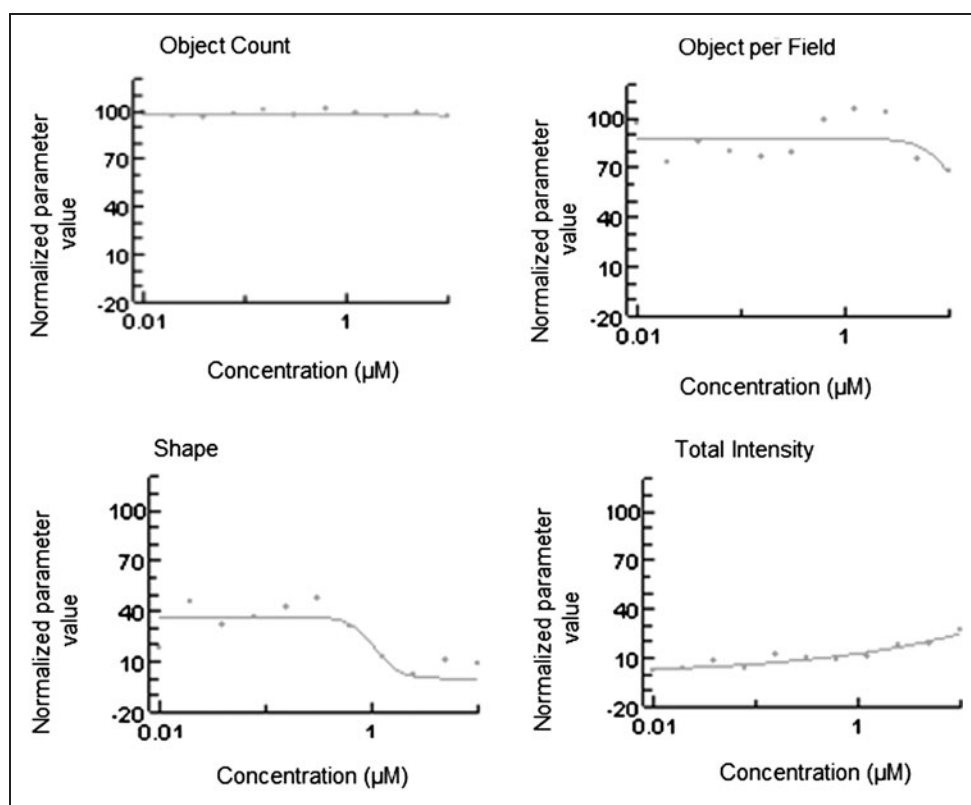 Object Count
Normalized parameter
value
100
70
40
10
-20
0.01
1
Concentration (µM)
Object per Field
Normalized parameter
value
100
70
40
10
-20
0.01
1
Concentration (µM)
Shape
Normalized parameter
value
100
70
40
10
-20
0.01
1
Concentration (µM)
Total Intensity
Normalized parameter
value
100
70
40
10
-20
0.01
1
Concentration (µM)